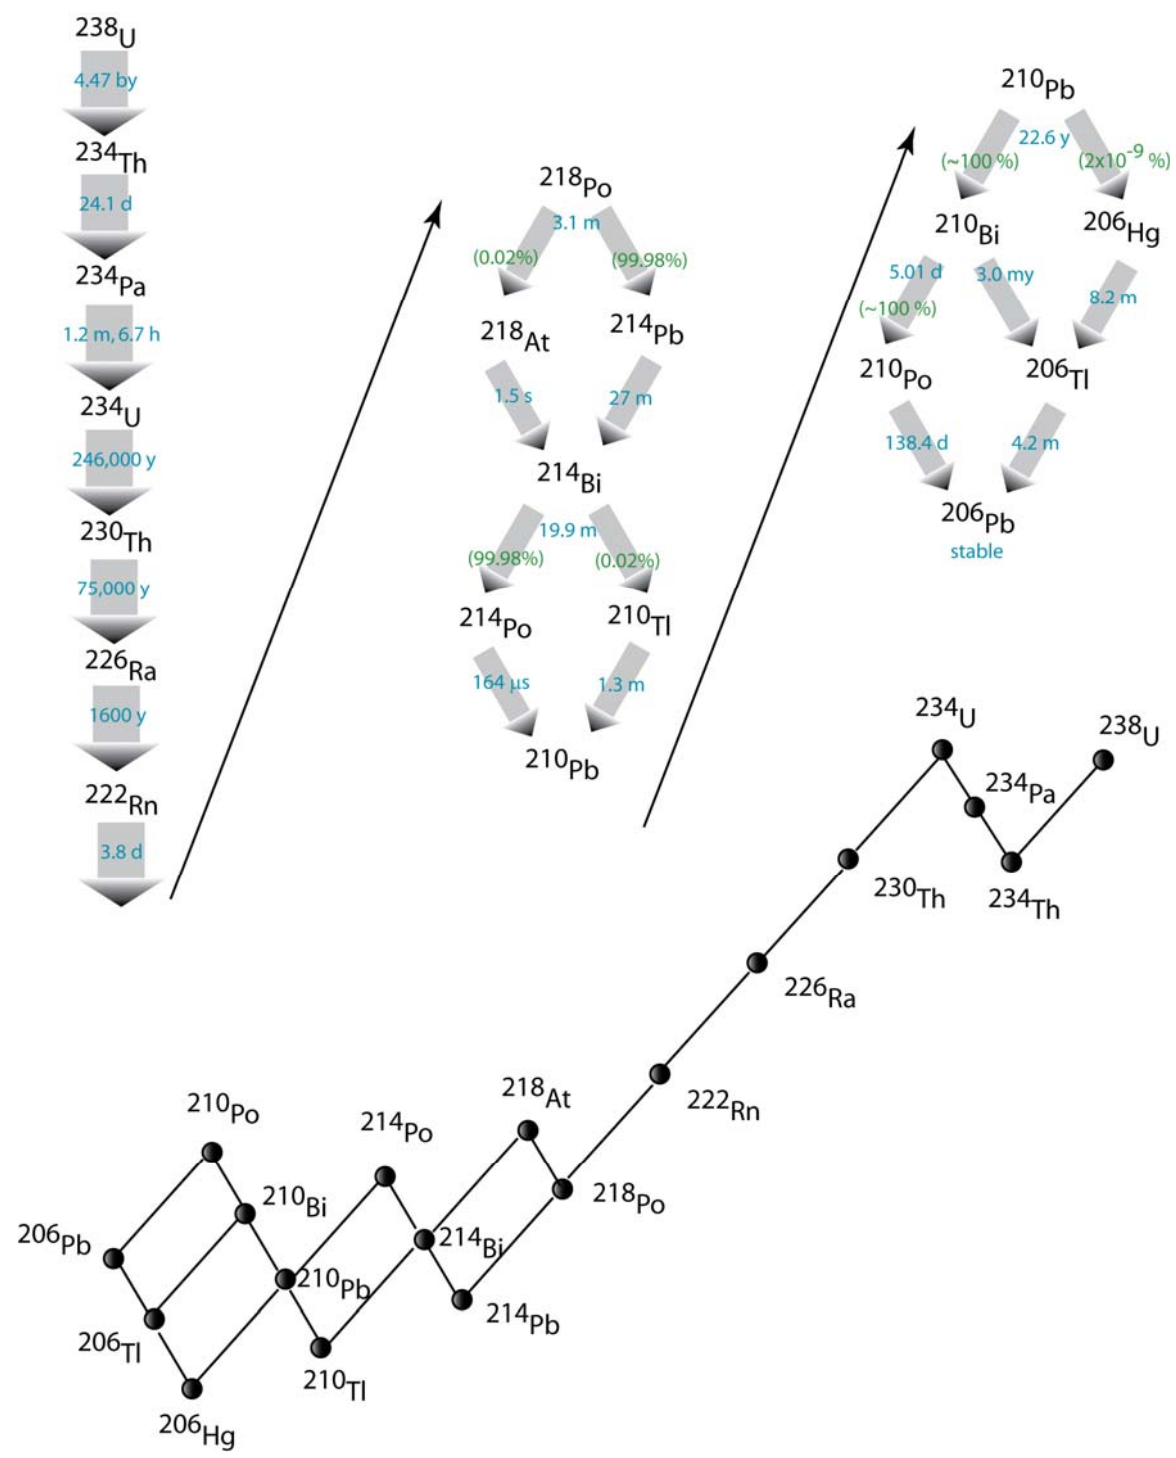 238U
4.47 by
234Th
24.1 d
234Pa
1.2 m, 6.7 h
234U
246,000 y
230Th
75,000 y
226Ra
1600 y
222Rn
3.8 d
218Po
3.1 m
(0.02%) (99.98%)
218At 214Pb
1.5 s 27 m
214Bi
19.9 m
(99.98%) (0.02%)
214Po 210Tl
164 μs 1.3 m
210Pb
210Pb
22.6 y
(~100 %) (2x10-9 %)
210Bi 206Hg
5.01 d 3.0 my 8.2 m
(~100 %)
210Po 206Tl
138.4 d 4.2 m
206Pb
stable
234U
238U
234Pa
230Th
234Th
226Ra
222Rn
218At
210Po
214Po
218Po
210Bi
206Pb
214Bi
210Pb
214Pb
206Tl
210Tl
206Hg